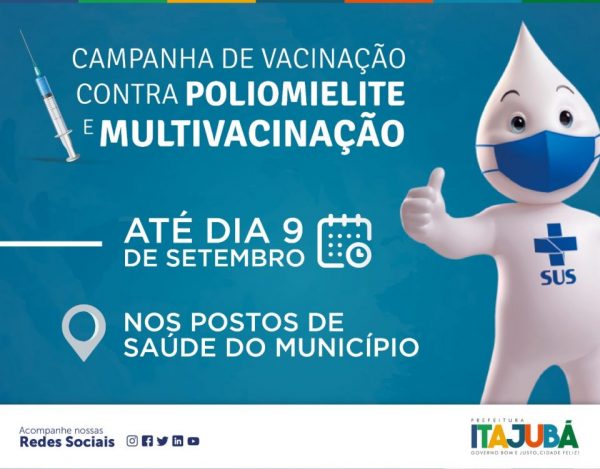 CAMPANHA DE VACINAÇÃO
CONTRA POLIOMIELITE
E MULTIVACINAÇÃO
ATÉ DIA 9
DE SETEMBRO
NOS POSTOS DE
SAÚDE DO MUNICÍPIO
SUS
Acompanhe nossas
Redes Sociais
PREFEITURA
ITAJUBÁ
GOVERNO BOM E JUSTO, CIDADE FELIZ!